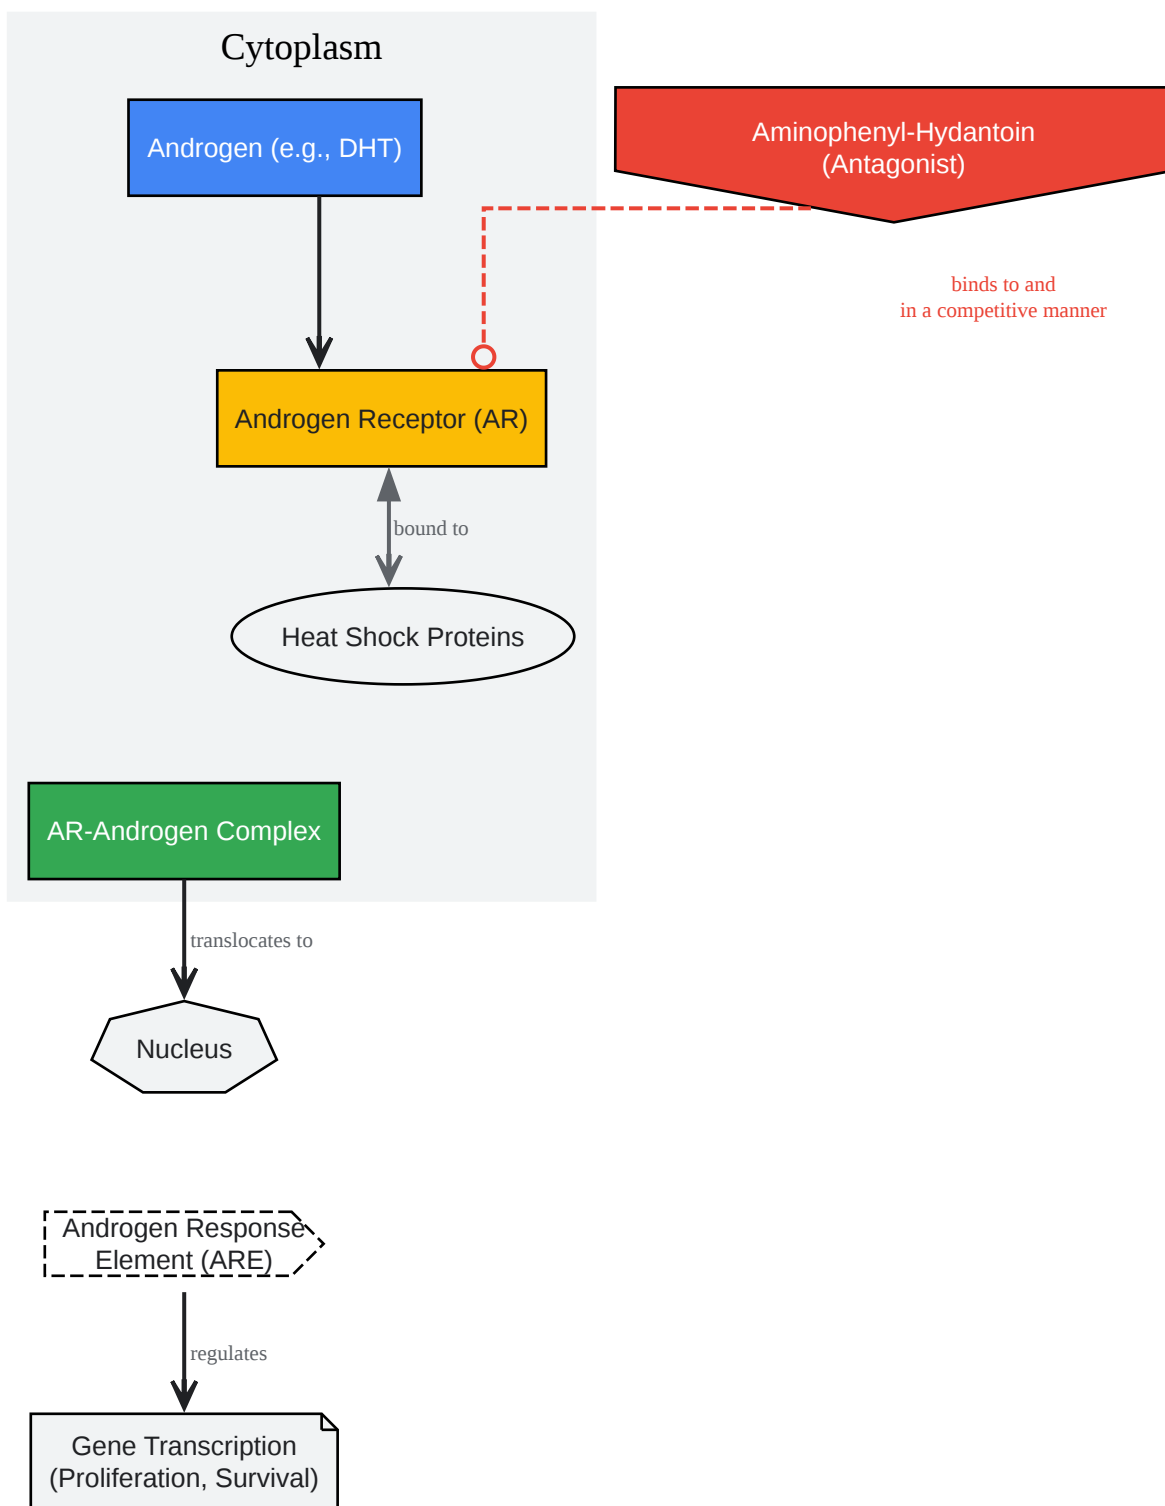 Cytoplasm
Androgen (e.g., DHT)
Aminophenyl-Hydantoin
(Antagonist)
binds to and
in a competitive manner
Androgen Receptor (AR)
bound to
Heat Shock Proteins
AR-Androgen Complex
translocates to
Nucleus
Androgen Response
Element (ARE)
regulates
Gene Transcription
(Proliferation, Survival)